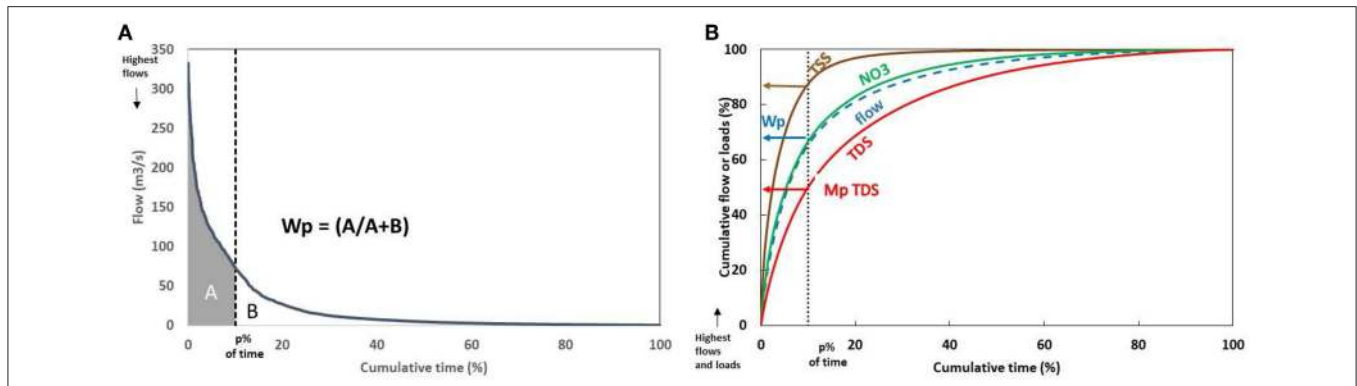 A
Highest
flows
Flow (m3/s)
350
300
250
200
150
100
50
0
Wp = (A/A+B)
A
B
0
p%
of time
20
40
60
80
100
Cumulative time (%)
B
Cumulative flow or loads (%)
100
80
60
40
20
0
TSS
NO3
Wp
flow
TDS
Mp TDS
Highest
flows
and loads
0
p%
of time
20
40
60
80
100
Cumulative time (%)